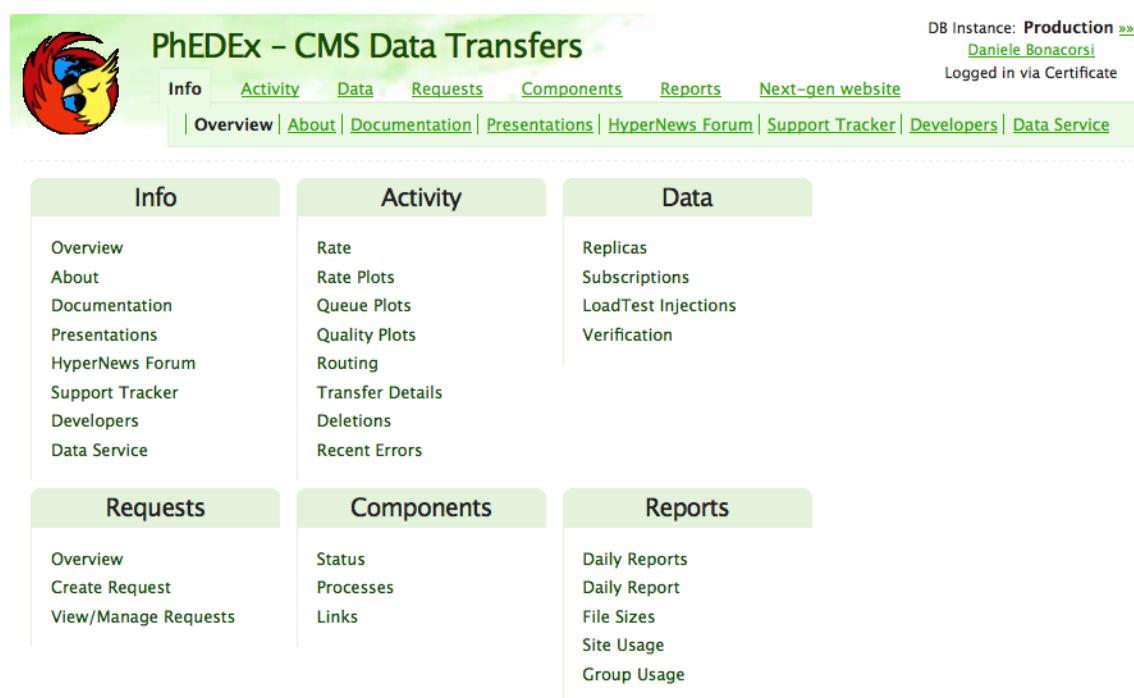 PhEDEx – CMS Data Transfers
DB Instance: Production »»
Daniele Bonacorsi
Logged in via Certificate
Info Activity Data Requests Components Reports Next-gen website
| Overview | About | Documentation | Presentations | HyperNews Forum | Support Tracker | Developers | Data Service
Info
Overview
About
Documentation
Presentations
HyperNews Forum
Support Tracker
Developers
Data Service
Activity
Rate
Rate Plots
Queue Plots
Quality Plots
Routing
Transfer Details
Deletions
Recent Errors
Data
Replicas
Subscriptions
LoadTest Injections
Verification
Requests
Overview
Create Request
View/Manage Requests
Components
Status
Processes
Links
Reports
Daily Reports
Daily Report
File Sizes
Site Usage
Group Usage